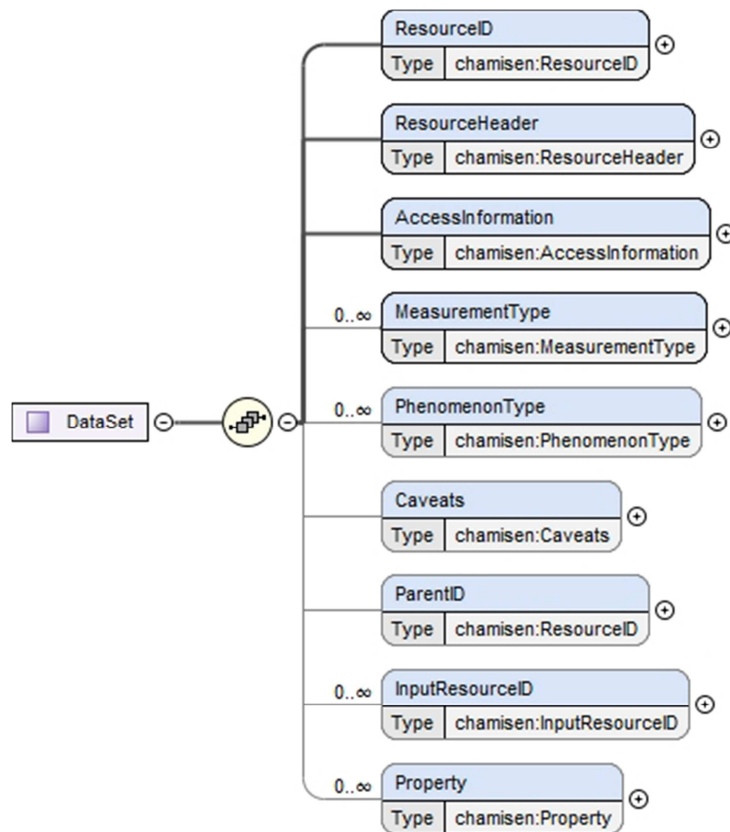 ResourceID
Type chamisen:ResourceID
ResourceHeader
Type chamisen:ResourceHeader
AccessInformation
Type chamisen:AccessInformation
0..∞
MeasurementType
Type chamisen:MeasurementType
DataSet
0..∞
PhenomenonType
Type chamisen:PhenomenonType
Caveats
Type chamisen:Caveats
ParentID
Type chamisen:ResourceID
0..∞
InputResourceID
Type chamisen:InputResourceID
0..∞
Property
Type chamisen:Property